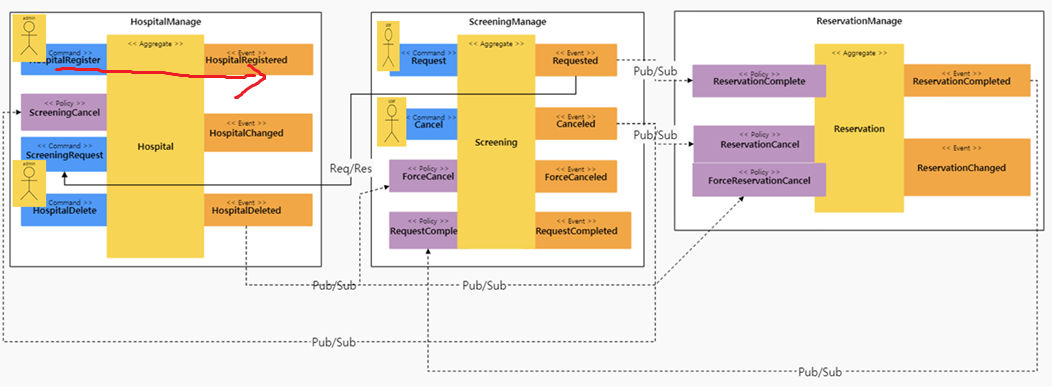 HospitalManage
admin
<< Command >>
HospitalRegister
<< Aggregate >>
Hospital
<< Event >>
HospitalRegistered
<< Policy >>
ScreeningCancel
<< Event >>
HospitalChanged
<< Command >>
ScreeningRequest
admin
<< Command >>
HospitalDelete
<< Event >>
HospitalDeleted
ScreeningManage
<< Command >>
Request
<< Aggregate >>
Screening
<< Event >>
Requested
<< Command >>
Cancel
<< Event >>
Canceled
<< Policy >>
ForceCancel
<< Event >>
ForceCanceled
<< Policy >>
RequestComple
<< Event >>
RequestCompleted
ReservationManage
<< Policy >>
ReservationComplete
<< Aggregate >>
Reservation
<< Event >>
ReservationCompleted
<< Policy >>
ReservationCancel
<< Policy >>
ForceReservationCancel
<< Event >>
ReservationChanged
Pub/Sub
Pub/Sub
Req/Res
Pub/Sub
Pub/Sub
Pub/Sub
Pub/Sub